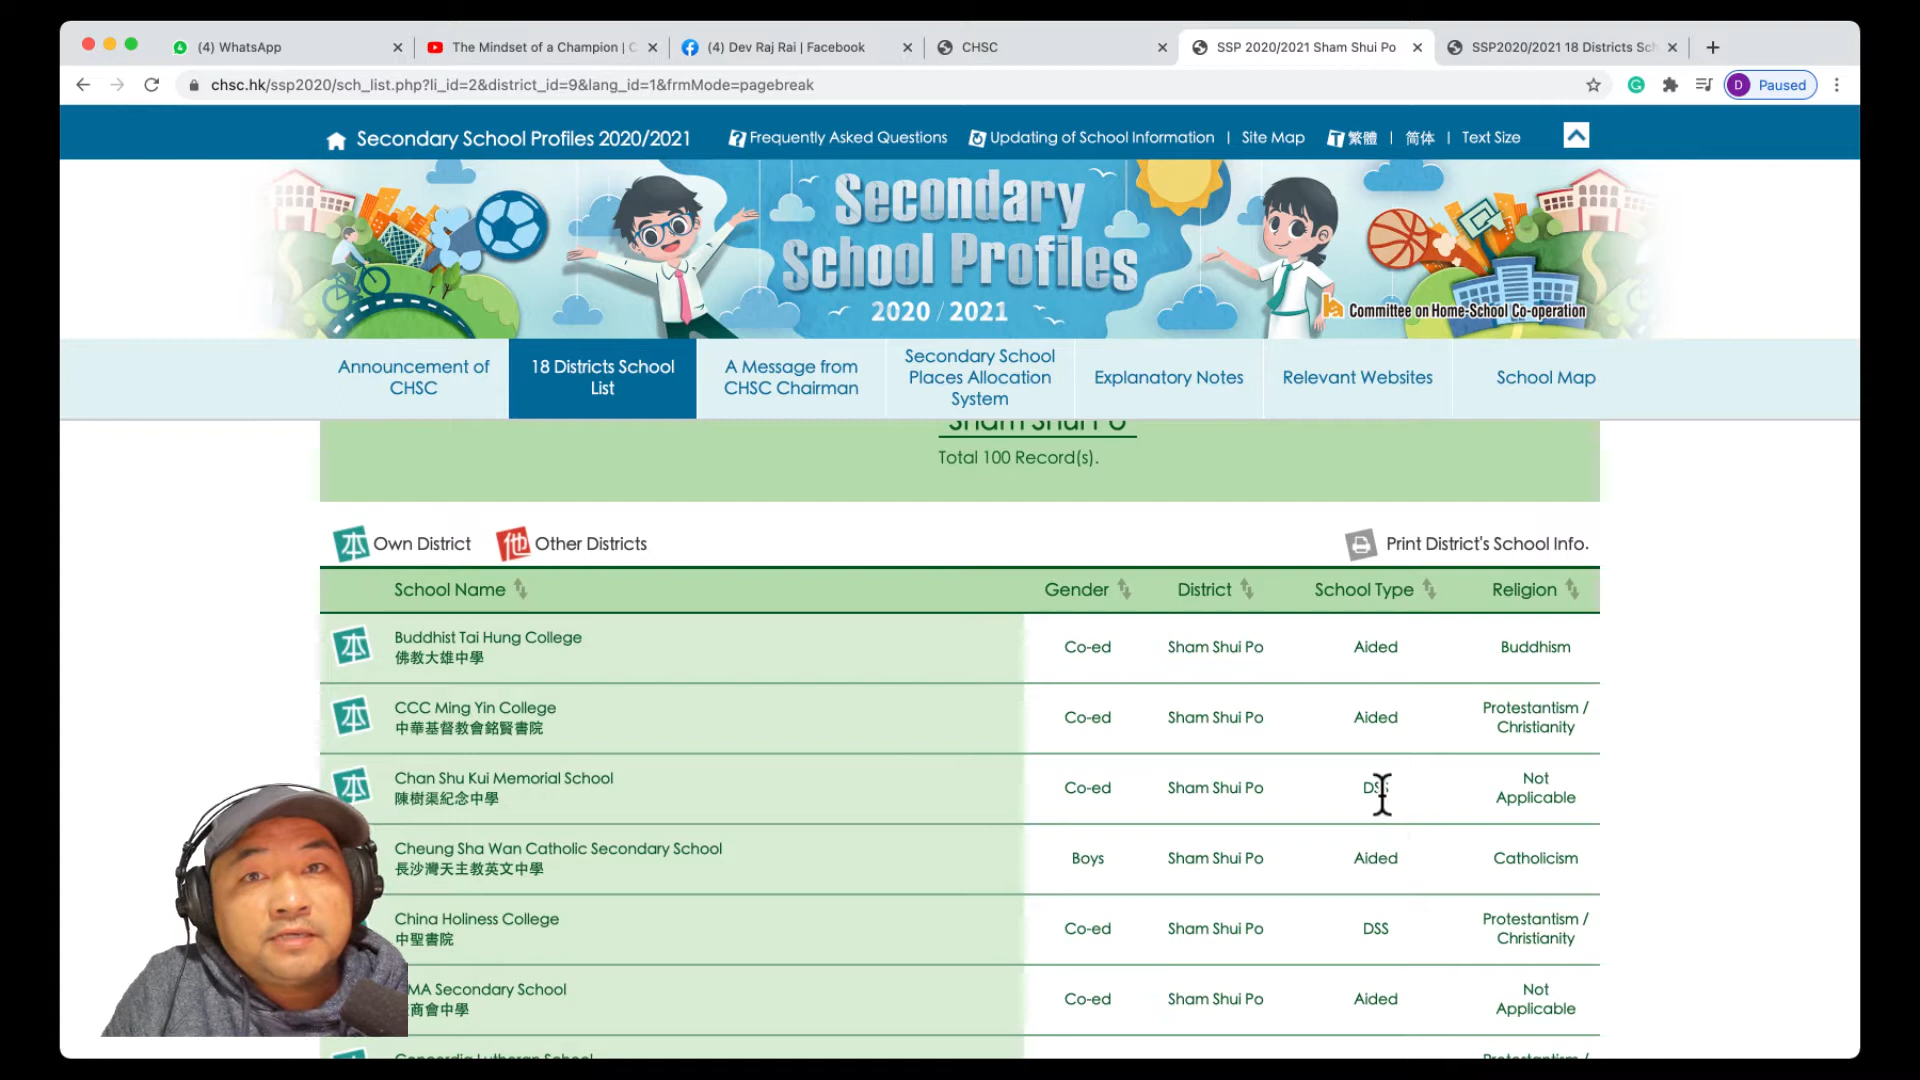 (4) WhatsApp
The Mindset of a Champion | C
(4) Dev Raj Rai | Facebook
CHSC
SSP 2020/2021 Sham Shui Po
SSP2020/2021 18 Districts Sch
chsc.hk/ssp2020/sch_list.php?li_id=2&district_id=9&lang_id=1&frmMode=pagebreak
D Paused
Secondary School Profiles 2020/2021
Frequently Asked Questions
Updating of School Information | Site Map
繁體 | 简体 | Text Size
Secondary
School Profiles
2020 / 2021
Committee on Home-School Co-operation
Announcement of
CHSC
18 Districts School
List
A Message from
CHSC Chairman
Secondary School
Places Allocation
System
Explanatory Notes
Relevant Websites
School Map
Sham Shui Po
Total 100 Record(s).
本 Own District
他 Other Districts
Print District's School Info.
School Name
Gender
District
School Type
Religion
本
Buddhist Tai Hung College
佛教大雄中學
Co-ed
Sham Shui Po
Aided
Buddhism
本
CCC Ming Yin College
中華基督教會銘賢書院
Co-ed
Sham Shui Po
Aided
Protestantism /
Christianity
本
Chan Shu Kui Memorial School
陳樹渠紀念中學
Co-ed
Sham Shui Po
DSS
Not
Applicable
Cheung Sha Wan Catholic Secondary School
長沙灣天主教英文中學
Boys
Sham Shui Po
Aided
Catholicism
China Holiness College
中聖書院
Co-ed
Sham Shui Po
DSS
Protestantism /
Christianity
MA Secondary School
商會中學
Co-ed
Sham Shui Po
Aided
Not
Applicable
Concordia Lutheran School
Protestantism /